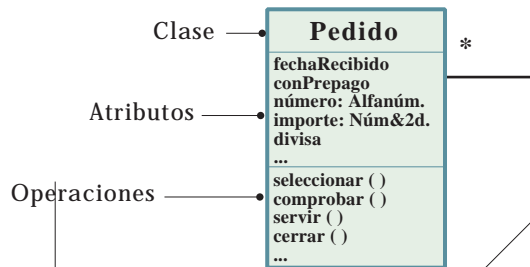 Clase
Pedido
*
fechaRecibido
conPrepago
número: Alfanúm.
Atributos
importe: Núm&2d.
divisa
...
Operaciones
seleccionar ( )
comprobar ( )
servir ( )
cerrar ( )
...